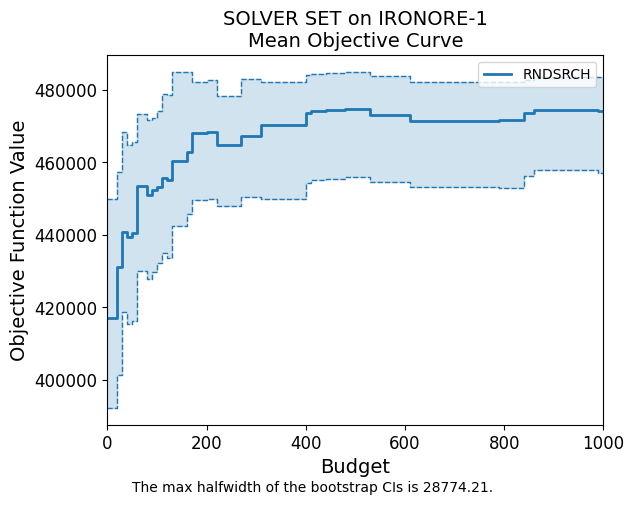 SOLVER SET on IRONORE-1
Mean Objective Curve
RNDSRCH
Objective Function Value
480000
460000
440000
420000
400000
0 200 400 600 800 1000
Budget
The max halfwidth of the bootstrap CIs is 28774.21.